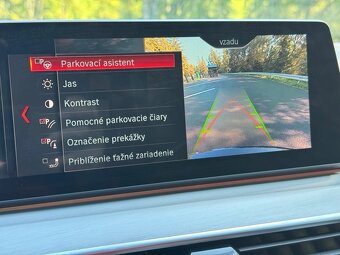 vzadu
Parkovací asistent
Jas
Kontrast
Pomocné parkovacie čiary
Označenie prekážky
Priblíženie ťažné zariadenie